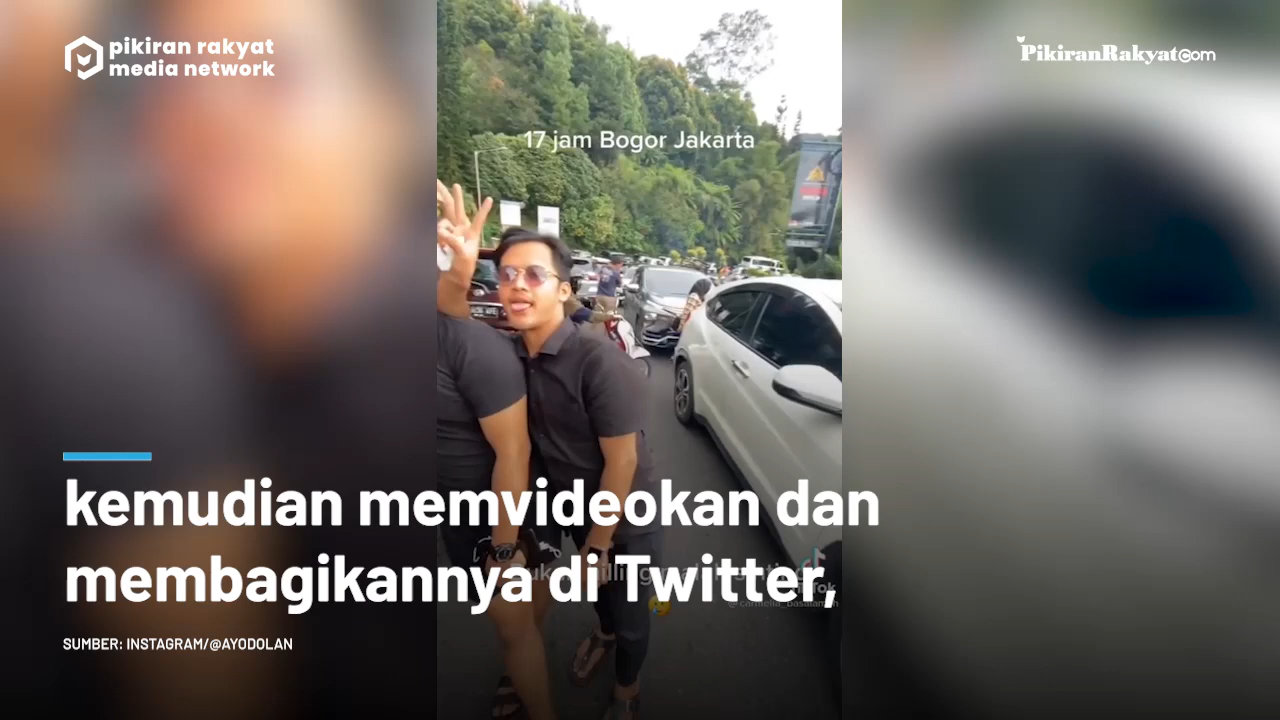 pikiran rakyat
media network
PikiranRakyat.com
17 jam Bogor Jakarta
kemudian memvideokan dan
membagikannya di Twitter,
SUMBER: INSTAGRAM/@AYODOLAN